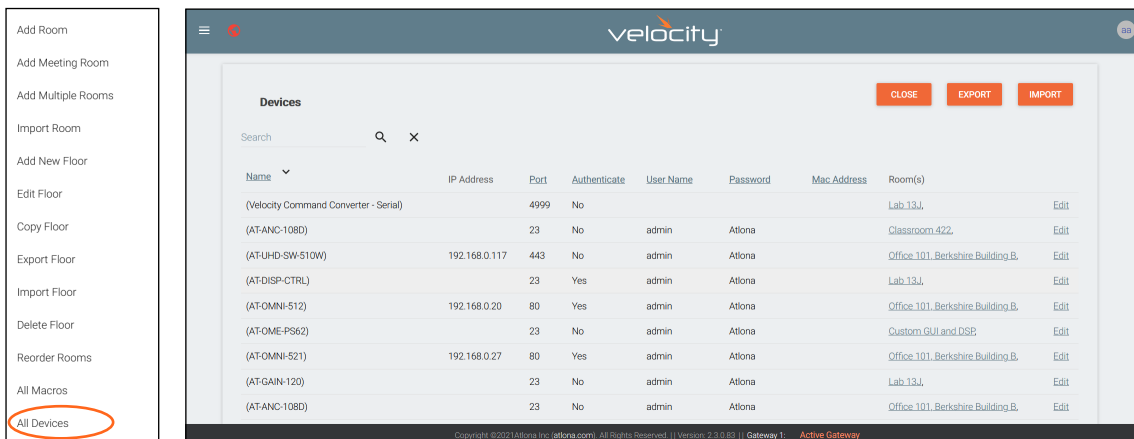 Add Room
Add Meeting Room
Add Multiple Rooms
Import Room
Add New Floor
Edit Floor
Copy Floor
Export Floor
Import Floor
Delete Floor
Reorder Rooms
All Macros
All Devices
velocity
aa
Devices
CLOSE EXPORT IMPORT
Search
Name IP Address Port Authenticate User Name Password Mac Address Room(s)
(Velocity Command Converter - Serial) 4999 No Lab 13J, Edit
(AT-ANC-108D) 23 No admin Atlona Classroom 422, Edit
(AT-UHD-SW-510W) 192.168.0.117 443 No admin Atlona Office 101, Berkshire Building B, Edit
(AT-DISP-CTRL) 23 Yes admin Atlona Lab 13J, Edit
(AT-OMNI-512) 192.168.0.20 80 Yes admin Atlona Office 101, Berkshire Building B, Edit
(AT-OME-PS62) 23 No admin Atlona Custom GUI and DSP, Edit
(AT-OMNI-521) 192.168.0.27 80 Yes admin Atlona Office 101, Berkshire Building B, Edit
(AT-GAIN-120) 23 No admin Atlona Lab 13J, Edit
(AT-ANC-108D) 23 No admin Atlona Office 101, Berkshire Building B, Edit
Copyright ©2021Atlona Inc (atlona.com). All Rights Reserved. || Version: 2.3.0.83 || Gateway 1: Active Gateway